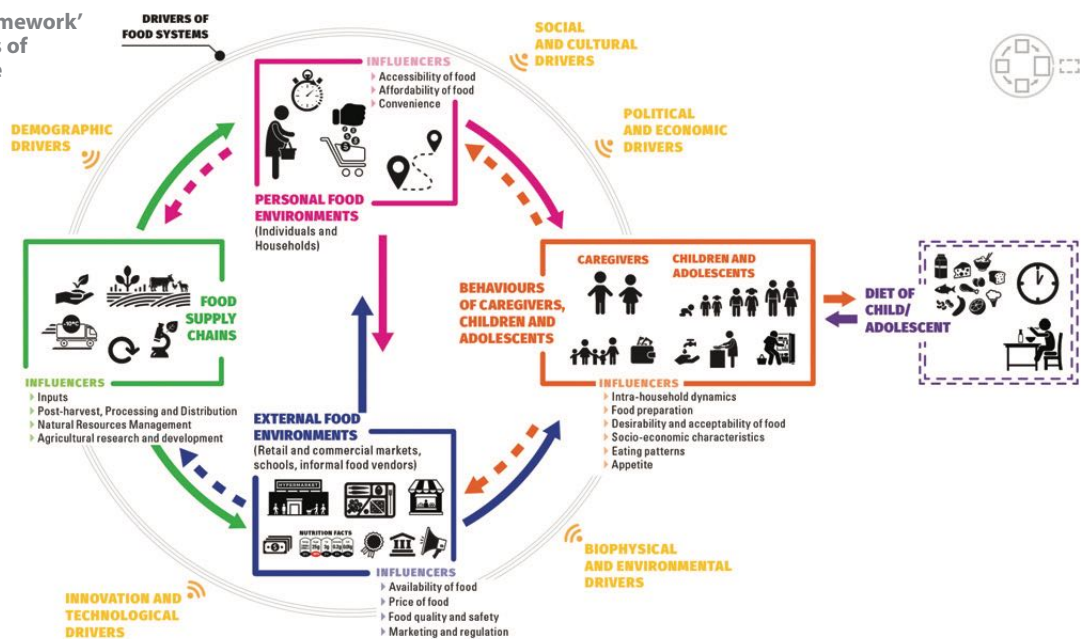 mework’
s of
e
DRIVERS OF
FOOD SYSTEMS
SOCIAL
AND CULTURAL
DRIVERS
POLITICAL
AND ECONOMIC
DRIVERS
DEMOGRAPHIC
DRIVERS
INFLUENCERS
Accessibility of food
Affordability of food
Convenience
PERSONAL FOOD
ENVIRONMENTS
(Individuals and
Households)
FOOD
SUPPLY
CHAINS
INFLUENCERS
Inputs
Post-harvest, Processing and Distribution
Natural Resources Management
Agricultural research and development
BEHAVIOURS
OF CAREGIVERS,
CHILDREN AND
ADOLESCENTS
CAREGIVERS
CHILDREN AND
ADOLESCENTS
INFLUENCERS
Intra-household dynamics
Food preparation
Desirability and acceptability of food
Socio-economic characteristics
Eating patterns
Appetite
DIET OF
CHILD/
ADOLESCENT
EXTERNAL FOOD
ENVIRONMENTS
(Retail and commercial markets,
schools, informal food vendors)
HYPERMARKET
NUTRITION FACTS
INFLUENCERS
Availability of food
Price of food
Food quality and safety
Marketing and regulation
BIOPHYSICAL
AND ENVIRONMENTAL
DRIVERS
INNOVATION AND
TECHNOLOGICAL
DRIVERS